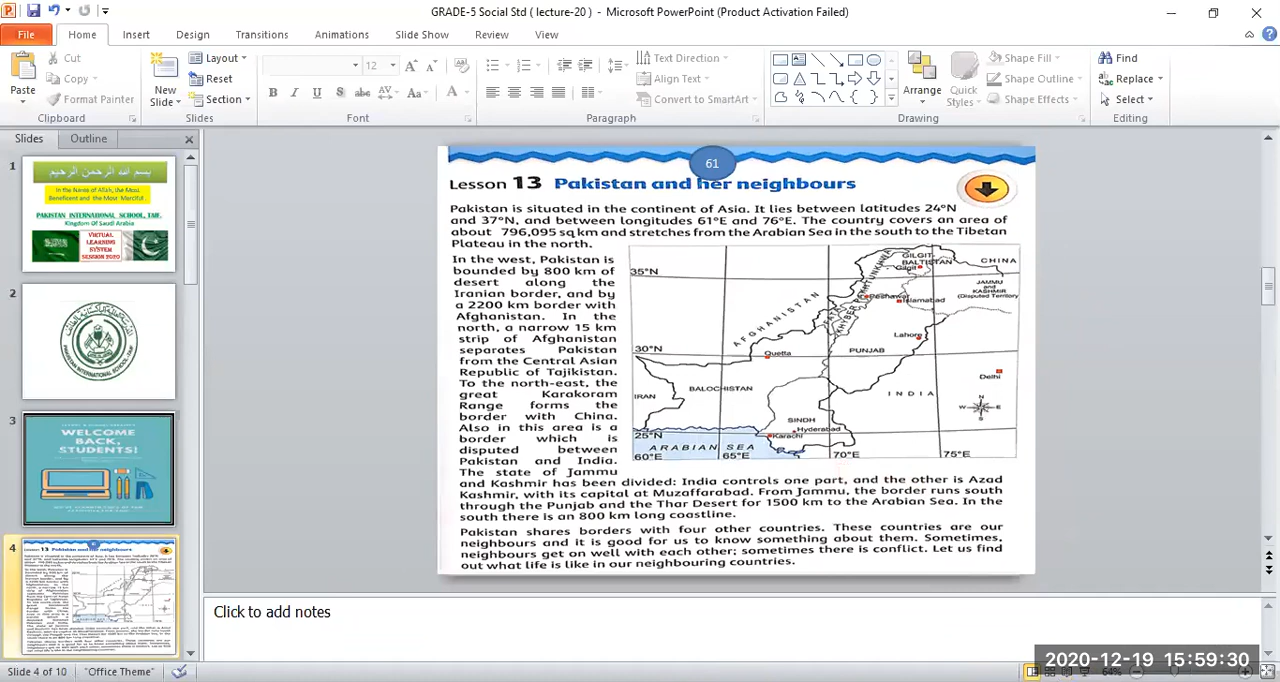 GRADE-5 Social Std ( lecture-20 ) - Microsoft PowerPoint (Product Activation Failed)
File Home Insert Design Transitions Animations Slide Show Review View
Paste
Cut
Copy
Format Painter
Clipboard
New Slide
Layout
Reset
Section
Slides
12
Font
Text Direction
Align Text
Convert to SmartArt
Paragraph
Arrange
Quick Styles
Shape Fill
Shape Outline
Shape Effects
Drawing
Find
Replace
Select
Editing
Slides Outline
1
بسم الله الرحمن الرحيم
In the Name of Allah, the Most
Beneficent and the Most Merciful
PAKISTAN INTERNATIONAL SCHOOL, TAIF.
Kingdom Of Saudi Arabia
VIRTUAL
LEARNING
SYSTEM
SESSION 2020
2
3
WELCOME
BACK,
STUDENTS!
4
Lesson 13 Pakistan and her neighbours
61
Lesson 13 Pakistan and her neighbours
Pakistan is situated in the continent of Asia. It lies between latitudes 24°N
and 37°N, and between longitudes 61°E and 76°E. The country covers an area of
about 796,095 sq km and stretches from the Arabian Sea in the south to the Tibetan
Plateau in the north.
In the west, Pakistan is
bounded by 800 km of
desert along the
Iranian border, and by
a 2200 km border with
Afghanistan. In the
north, a narrow 15 km
strip of Afghanistan
separates Pakistan
from the Central Asian
Republic of Tajikistan.
To the north-east, the
great Karakoram
Range forms the
border with China.
Also in this area is a
border which is
disputed between
Pakistan and India.
The state of Jammu
and Kashmir has been divided: India controls one part, and the other is Azad
Kashmir, with its capital at Muzaffarabad. From Jammu, the border runs south
through the Punjab and the Thar Desert for 1500 km to the Arabian Sea. In the
south there is an 800 km long coastline.
Pakistan shares borders with four other countries. These countries are our
neighbours and it is good for us to know something about them. Sometimes,
neighbours get on well with each other; sometimes there is conflict. Let us find
out what life is like in our neighbouring countries.
35°N
30°N
25°N
60°E 65°E 70°E 75°E
GILGIT-
BALTISTAN
Gilgit
CHINA
JAMMU
and
KASHMIR
(Disputed Territory
AFGHANISTAN
KHYBER PAKHTUNKHWA
FATA
Peshawar
Islamabad
Lahore
PUNJAB
Quetta
Delhi
BALOCHISTAN
IRAN
INDIA
N
W E
S
SINDH
Hyderabad
Karachi
ARABIAN SEA
Click to add notes
Slide 4 of 10 "Office Theme"
64%
2020-12-19 15:59:30